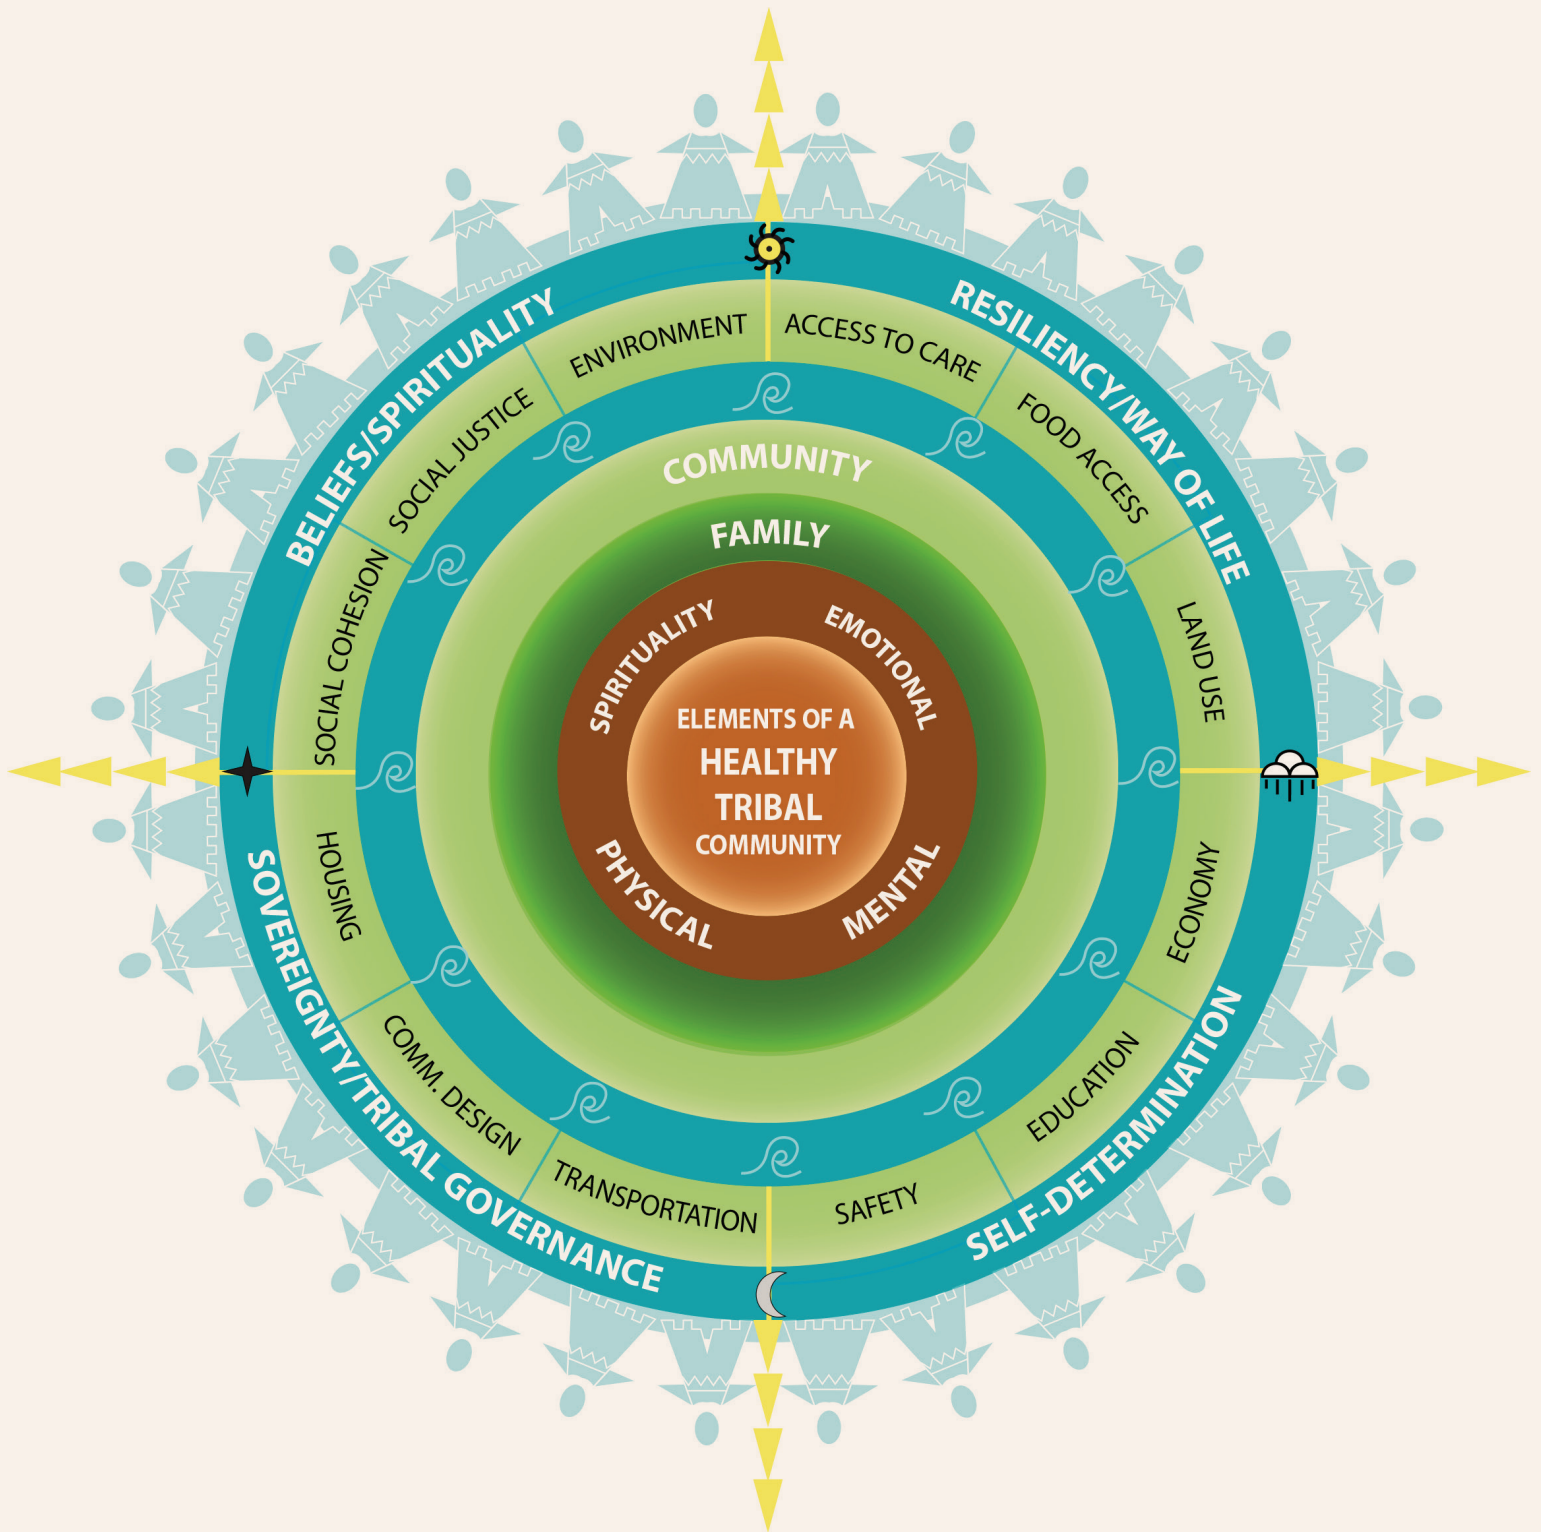 BELIEFS/SPIRITUALITY
RESILIENCY/WAY OF LIFE
SELF-DETERMINATION
SOVEREIGNTY/TRIBAL GOVERNANCE
ENVIRONMENT
ACCESS TO CARE
FOOD ACCESS
LAND USE
ECONOMY
EDUCATION
SAFETY
TRANSPORTATION
COMM. DESIGN
HOUSING
SOCIAL COHESION
SOCIAL JUSTICE
COMMUNITY
FAMILY
SPIRITUALITY
EMOTIONAL
MENTAL
PHYSICAL
ELEMENTS OF A
HEALTHY
TRIBAL
COMMUNITY